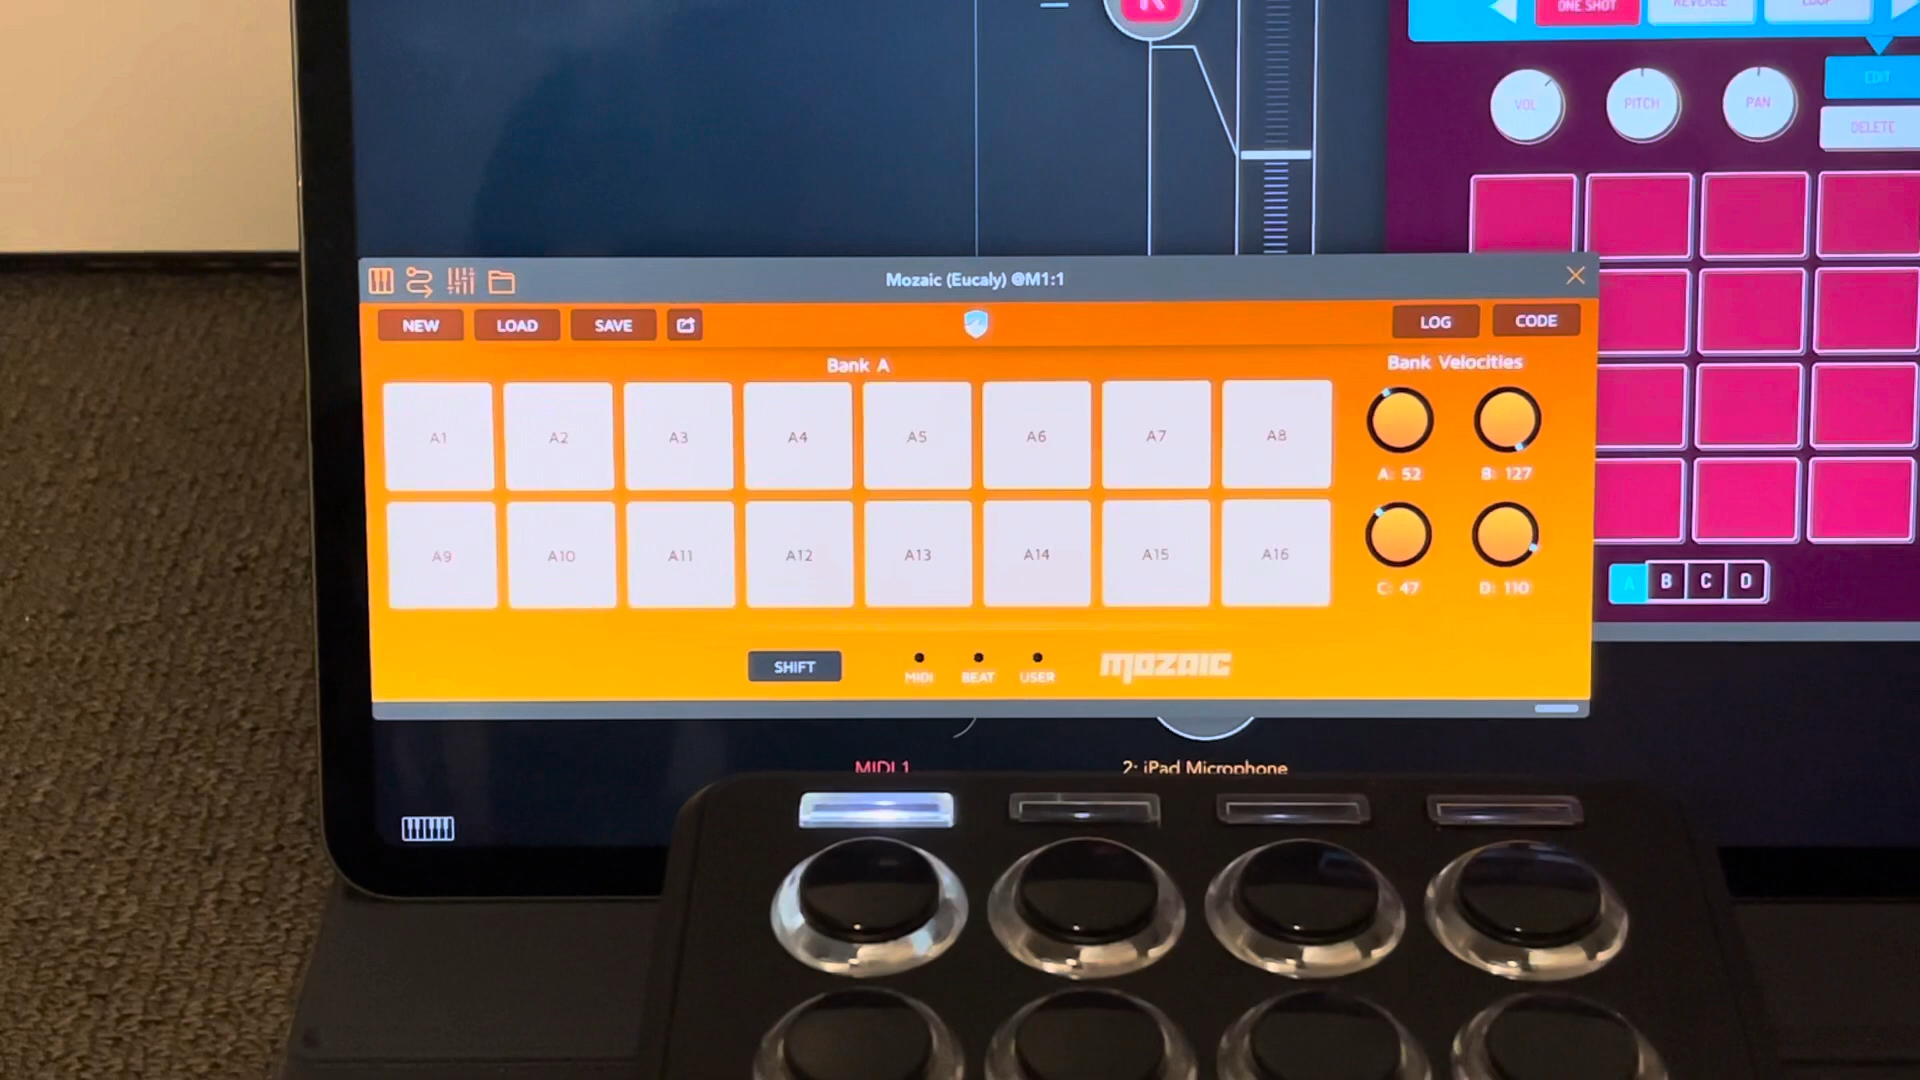 R
ONE SHOT
REVERSE
LOOP
VOL
PITCH
PAN
EDIT
DELETE
Mozaic (Eucaly) @M1:1
NEW
LOAD
SAVE
LOG
CODE
Bank A
Bank Velocities
A1
A2
A3
A4
A5
A6
A7
A8
A: 52
B: 127
A9
A10
A11
A12
A13
A14
A15
A16
C: 47
D: 110
A
B
C
D
SHIFT
MIDI
BEAT
USER
MOZAIC
MIDI 1
2: iPad Microphone